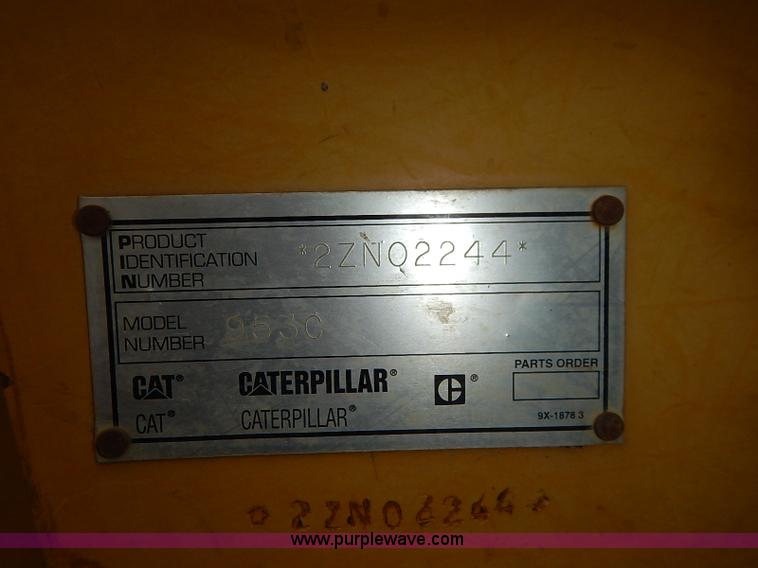 PRODUCT
IDENTIFICATION
NUMBER
*2ZN02244*
MODEL
NUMBER
953C
PARTS ORDER
CAT®
CATERPILLAR®
C®
CAT®
CATERPILLAR®
9X-1878 3
*2ZN02244*
www.purplewave.com